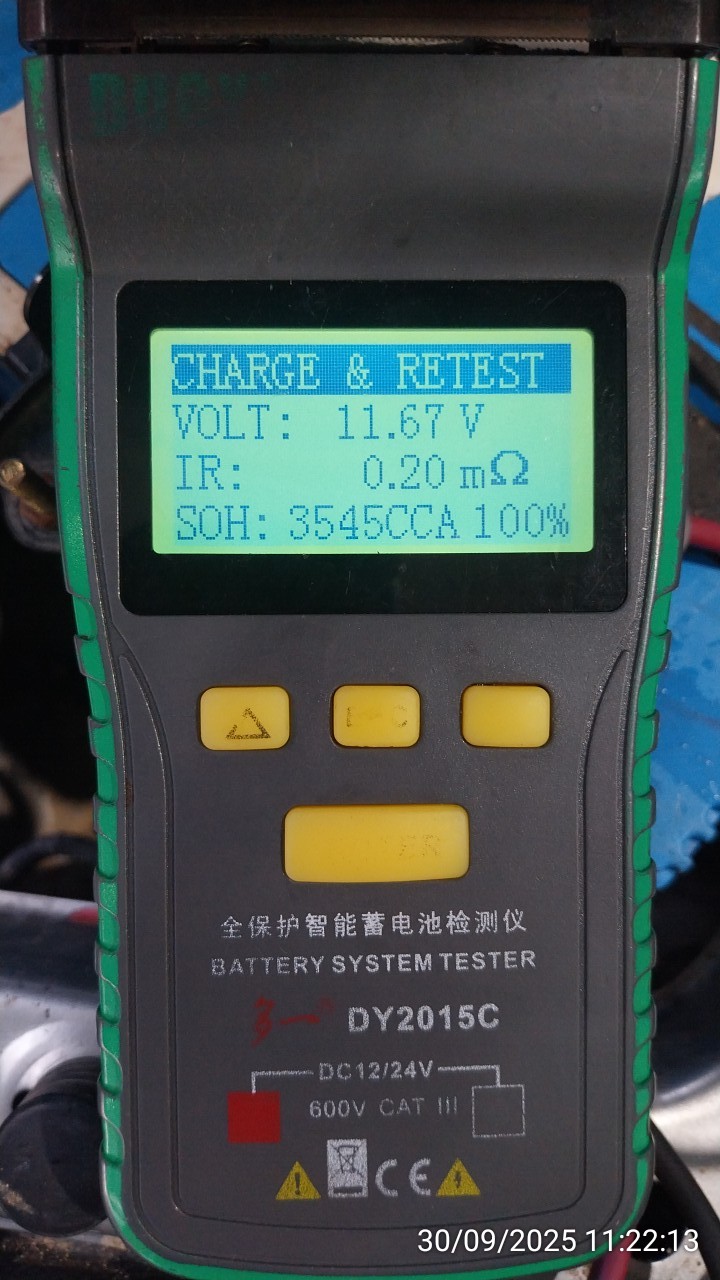 CHARGE & RETEST
VOLT: 11.67 V
IR: 0.20 mΩ
SOH: 3545CCA 100%
全保护智能蓄电池检测仪
BATTERY SYSTEM TESTER
DY2015C
DC12/24V
600V CAT III
CE
30/09/2025 11:22:13